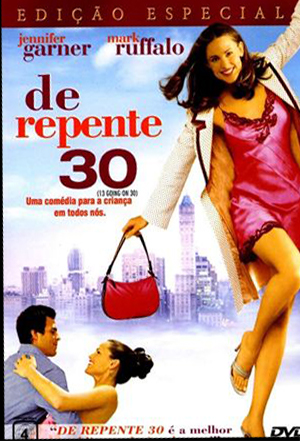 EDIÇÃO ESPECIAL
jennifer mark
garner ruffalo
de
repente
30
(13 GOING ON 30)
Uma comédia para a criança
em todos nós.
"DE REPENTE 30 é a melhor
4
DVD